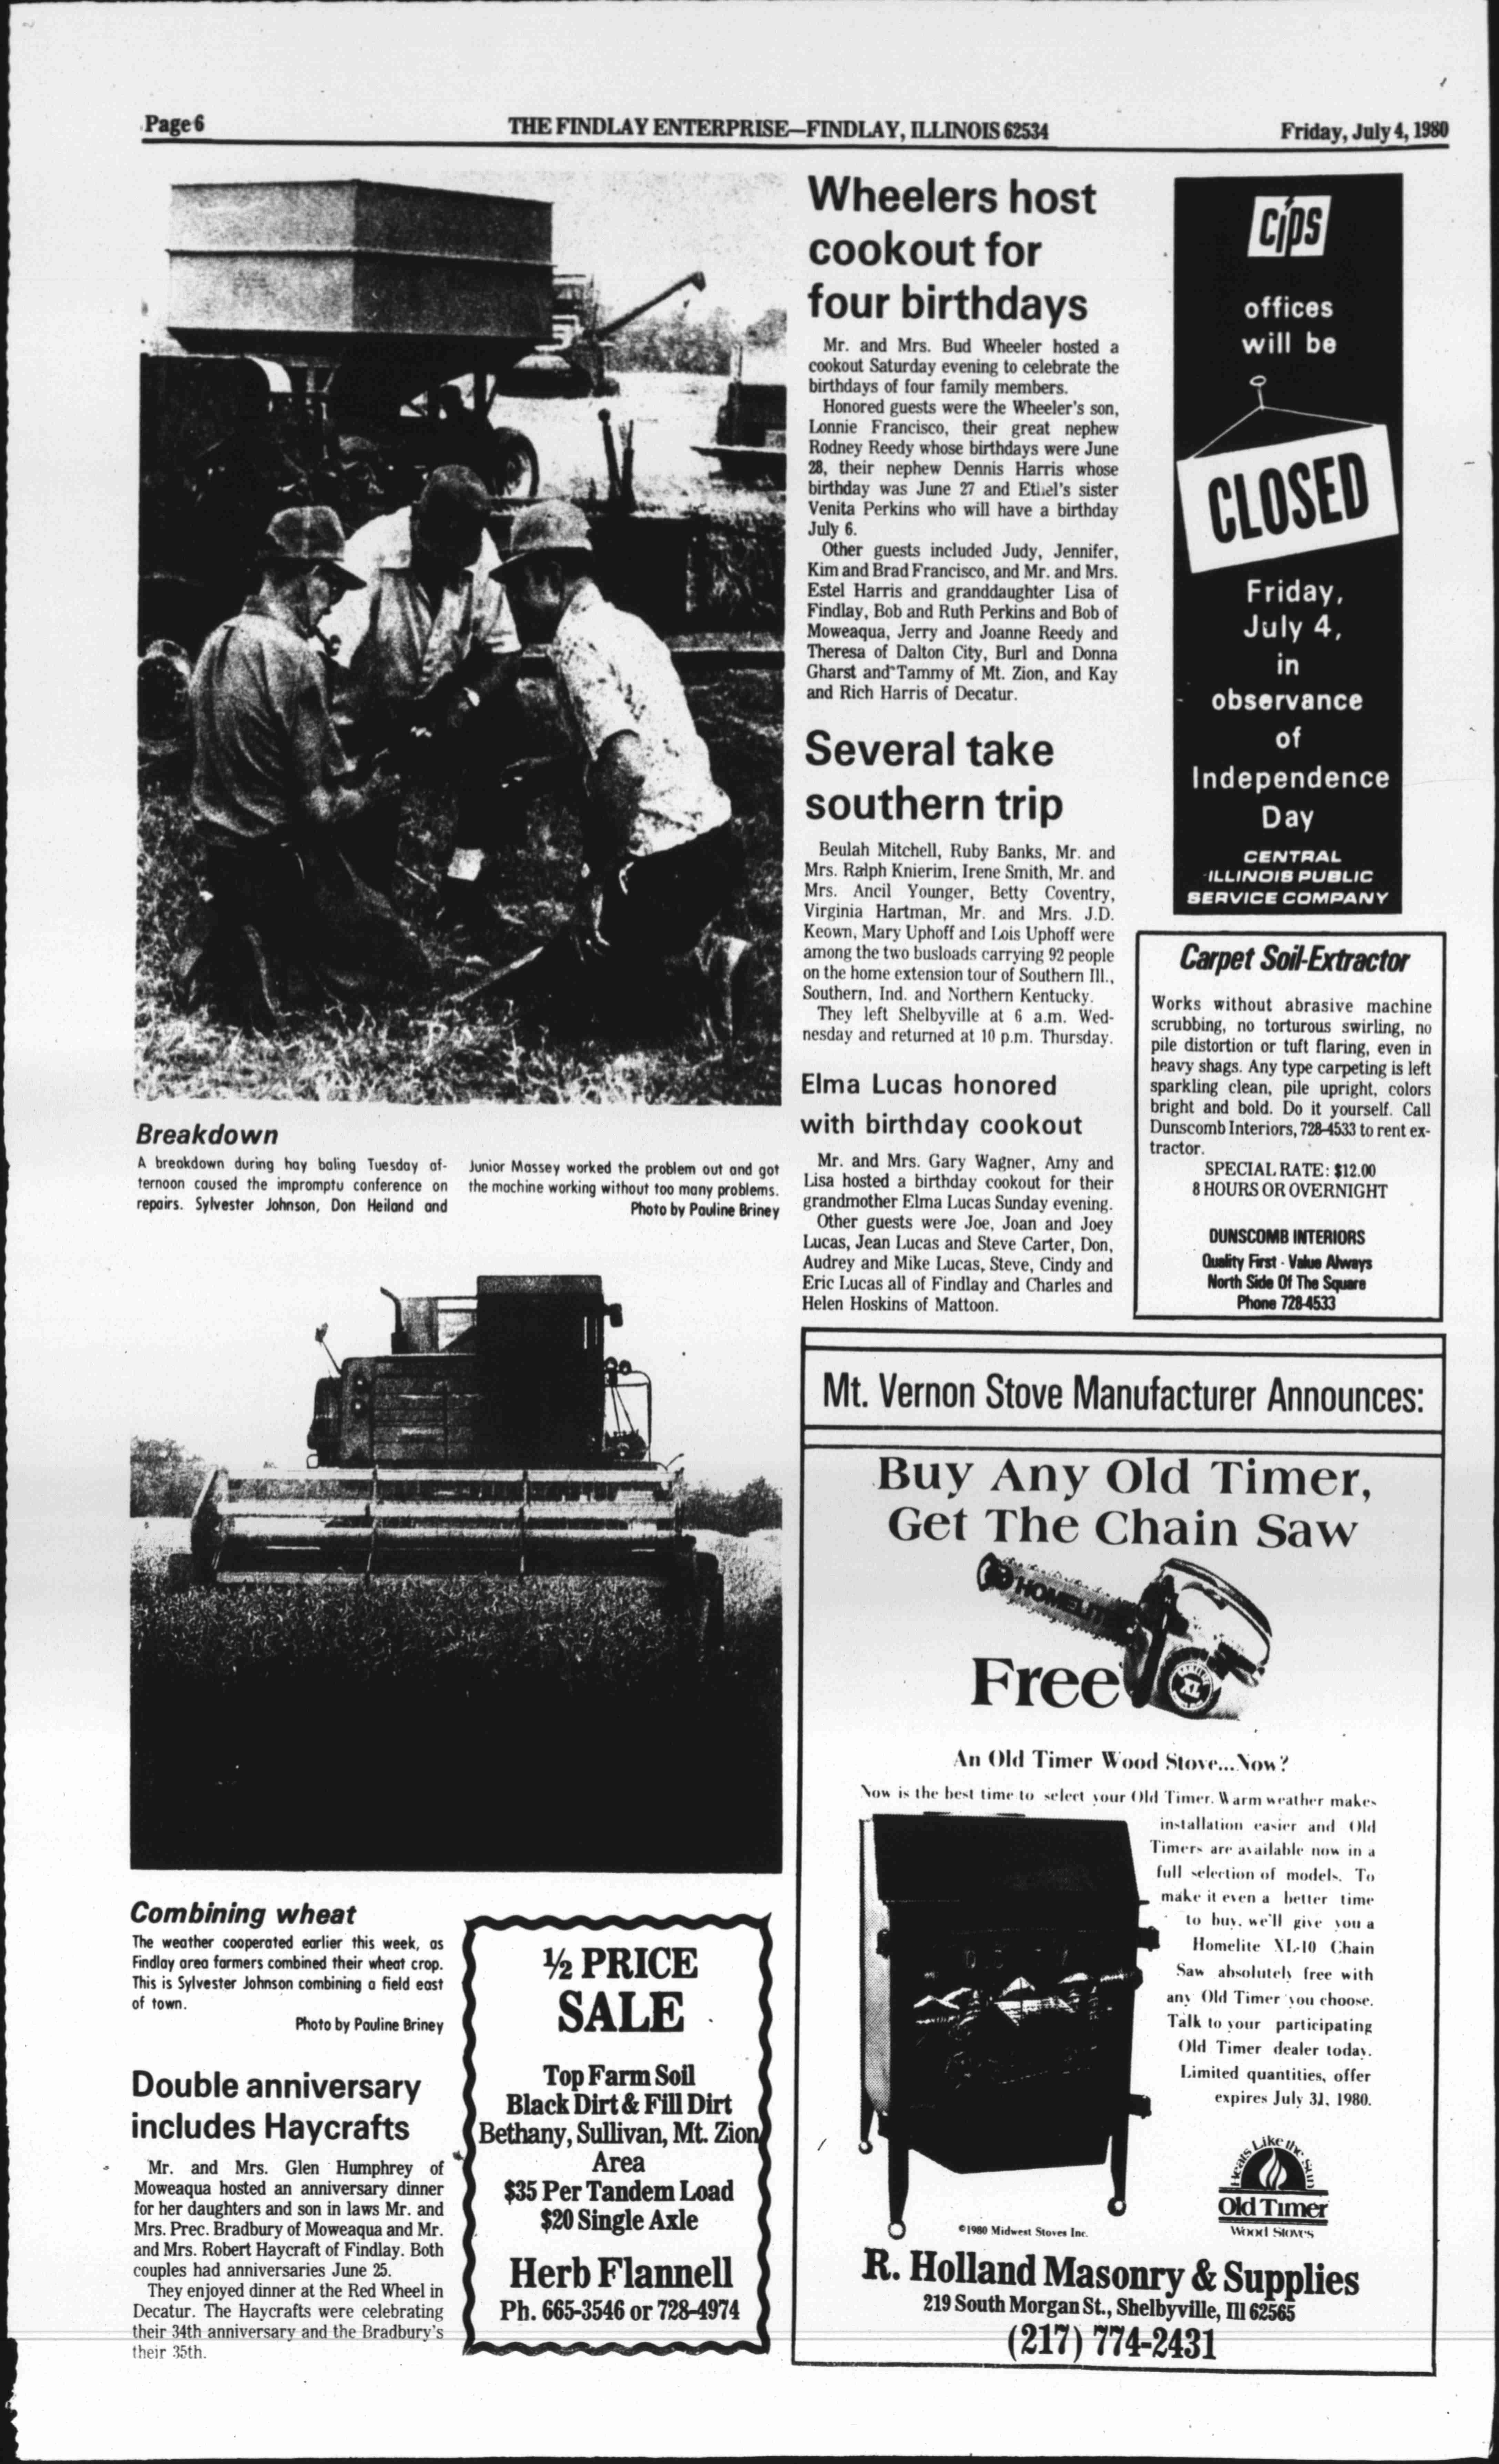 Page 6
THE FINDLAY ENTERPRISE—FINDLAY, ILLINOIS 62534
Friday, July 4, 1980
Breakdown
A breakdown during hay baling Tuesday af-
ternoon caused the impromptu conference on
repairs. Sylvester Johnson, Don Heiland and
Junior Massey worked the problem out and got
the machine working without too many problems.
Photo by Pauline Briney
Combining wheat
The weather cooperated earlier this week, as
Findlay area farmers combined their wheat crop.
This is Sylvester Johnson combining a field east
of town.
Photo by Pauline Briney
Double anniversary
includes Haycrafts
Mr. and Mrs. Glen Humphrey of
Moweaqua hosted an anniversary dinner
for her daughters and son in laws Mr. and
Mrs. Prec. Bradbury of Moweaqua and Mr.
and Mrs. Robert Haycraft of Findlay. Both
couples had anniversaries June 25.
They enjoyed dinner at the Red Wheel in
Decatur. The Haycrafts were celebrating
their 34th anniversary and the Bradbury's
their 35th.
½ PRICE
SALE
Top Farm Soil
Black Dirt & Fill Dirt
Bethany, Sullivan, Mt. Zion
Area
$35 Per Tandem Load
$20 Single Axle
Herb Flannell
Ph. 665-3546 or 728-4974
Wheelers host
cookout for
four birthdays
Mr. and Mrs. Bud Wheeler hosted a
cookout Saturday evening to celebrate the
birthdays of four family members.
Honored guests were the Wheeler's son,
Lonnie Francisco, their great nephew
Rodney Reedy whose birthdays were June
28, their nephew Dennis Harris whose
birthday was June 27 and Ethel's sister
Venita Perkins who will have a birthday
July 6.
Other guests included Judy, Jennifer,
Kim and Brad Francisco, and Mr. and Mrs.
Estel Harris and granddaughter Lisa of
Findlay, Bob and Ruth Perkins and Bob of
Moweaqua, Jerry and Joanne Reedy and
Theresa of Dalton City, Burl and Donna
Gharst and Tammy of Mt. Zion, and Kay
and Rich Harris of Decatur.
Several take
southern trip
Beulah Mitchell, Ruby Banks, Mr. and
Mrs. Ralph Knierim, Irene Smith, Mr. and
Mrs. Ancil Younger, Betty Coventry,
Virginia Hartman, Mr. and Mrs. J.D.
Keown, Mary Uphoff and Lois Uphoff were
among the two busloads carrying 92 people
on the home extension tour of Southern Ill.,
Southern, Ind. and Northern Kentucky.
They left Shelbyville at 6 a.m. Wed-
nesday and returned at 10 p.m. Thursday.
Elma Lucas honored
with birthday cookout
Mr. and Mrs. Gary Wagner, Amy and
Lisa hosted a birthday cookout for their
grandmother Elma Lucas Sunday evening.
Other guests were Joe, Joan and Joey
Lucas, Jean Lucas and Steve Carter, Don,
Audrey and Mike Lucas, Steve, Cindy and
Eric Lucas all of Findlay and Charles and
Helen Hoskins of Mattoon.
cips
offices
will be
CLOSED
Friday,
July 4,
in
observance
of
Independence
Day
CENTRAL
ILLINOIS PUBLIC
SERVICE COMPANY
Carpet Soil-Extractor
Works without abrasive machine
scrubbing, no torturous swirling, no
pile distortion or tuft flaring, even in
heavy shags. Any type carpeting is left
sparkling clean, pile upright, colors
bright and bold. Do it yourself. Call
Dunscomb Interiors, 728-4533 to rent ex-
tractor.
SPECIAL RATE: $12.00
8 HOURS OR OVERNIGHT
DUNSCOMB INTERIORS
Quality First - Value Always
North Side Of The Square
Phone 728-4533
Mt. Vernon Stove Manufacturer Announces:
Buy Any Old Timer,
Get The Chain Saw
HOMELITE
Free
XL
An Old Timer Wood Stove...Now?
Now is the best time to select your Old Timer. Warm weather makes
installation easier and Old
Timers are available now in a
full selection of models. To
make it even a better time
to buy, we'll give you a
Homelite XL-10 Chain
Saw absolutely free with
any Old Timer you choose.
Talk to your participating
Old Timer dealer today.
Limited quantities, offer
expires July 31, 1980.
Heats Like the Sun
Old Timer
Wood Stoves
©1980 Midwest Stoves Inc.
R. Holland Masonry & Supplies
219 South Morgan St., Shelbyville, Ill 62565
(217) 774-2431